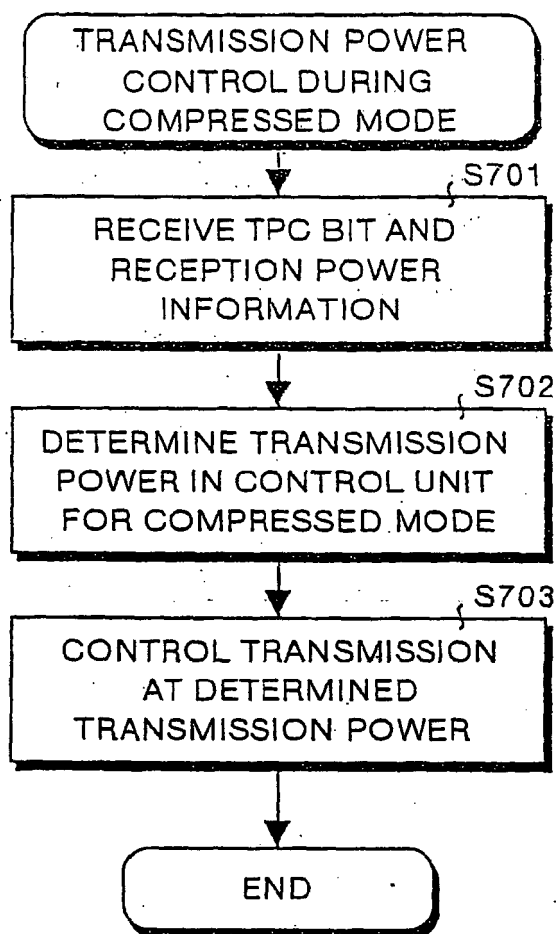 TRANSMISSION POWER
CONTROL DURING
COMPRESSED MODE
S701
RECEIVE TPC BIT AND
RECEPTION POWER
INFORMATION
S702
DETERMINE TRANSMISSION
POWER IN CONTROL UNIT
FOR COMPRESSED MODE
S703
CONTROL TRANSMISSION
AT DETERMINED
TRANSMISSION POWER
END